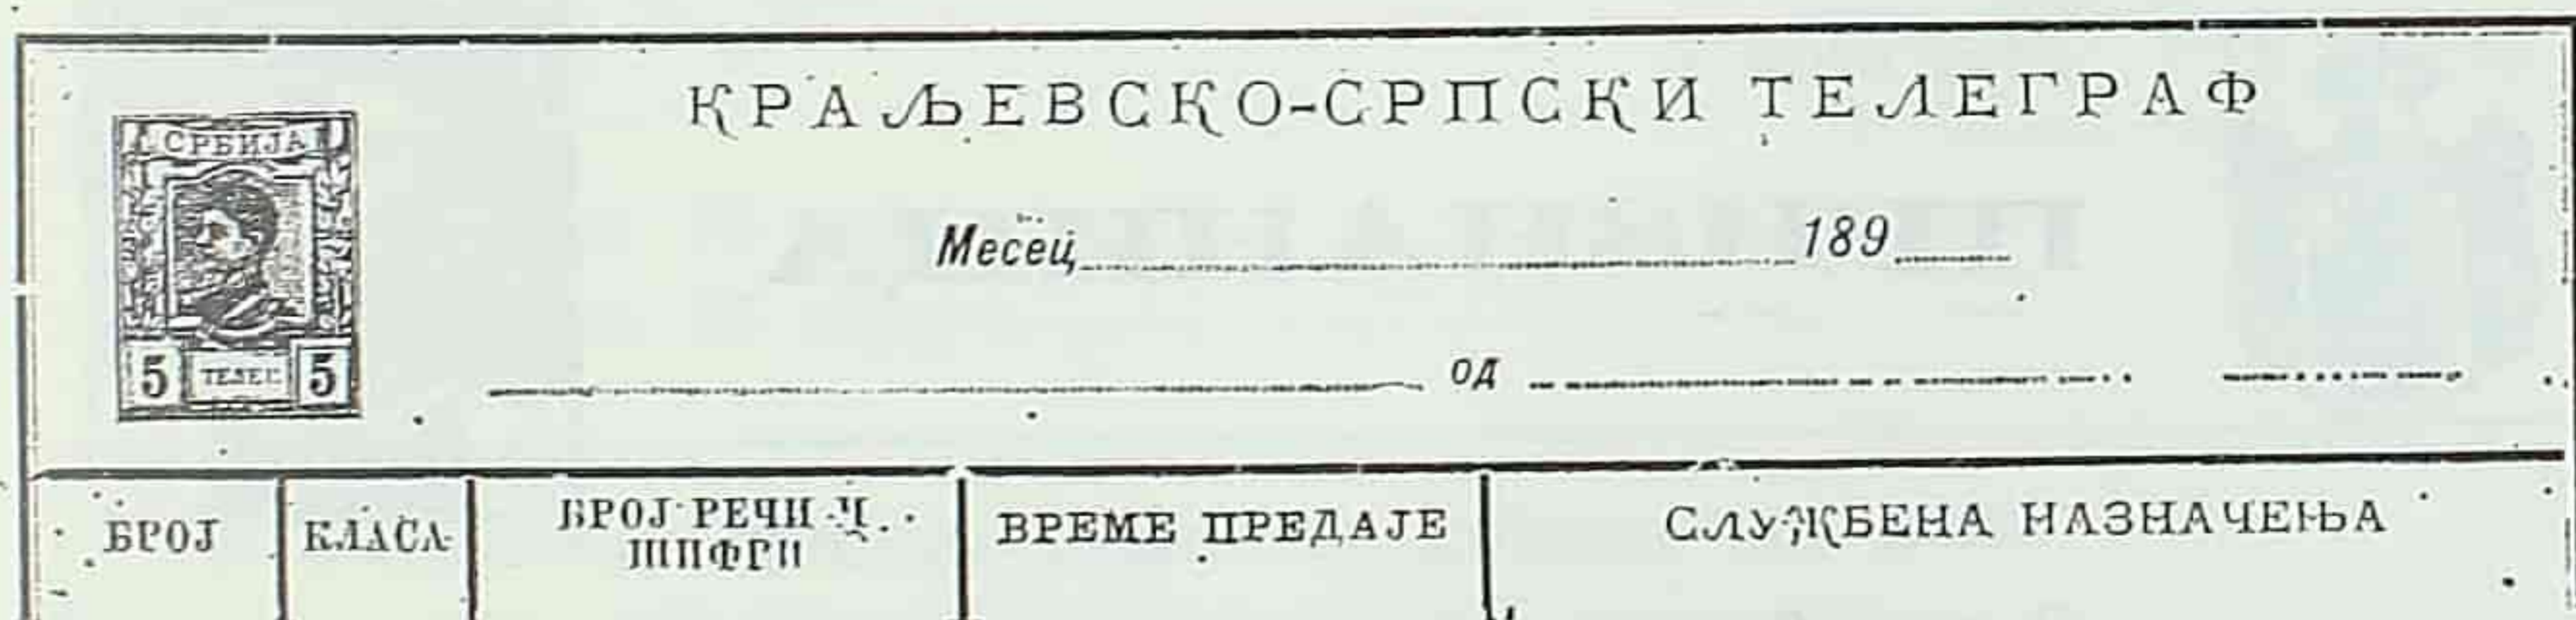 КРАЉЕВСКО-СРПСКИ ТЕЛЕГРАФ
СРБИЈА
Месец 189
5 5
од
БРОЈ КЛАСА БРОЈ РЕЧИ ВРЕМЕ ПРЕДАЈЕ СЛУЖБЕНА НАЗНАЧЕЊА
ШИФРИ